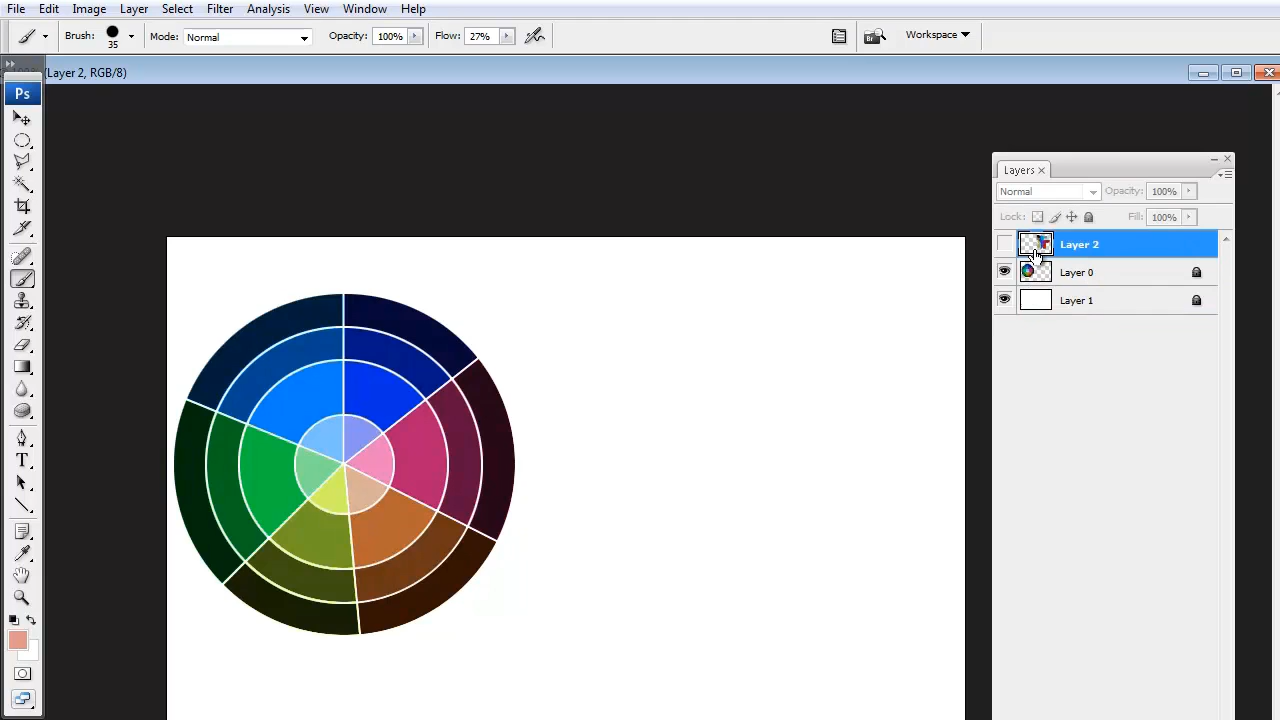 File Edit Image Layer Select Filter Analysis View Window Help
Brush: 35 Mode: Normal Opacity: 100% Flow: 27% Br Workspace
(Layer 2, RGB/8)
Ps
Layers
Normal Opacity: 100%
Lock: Fill: 100%
Layer 2
Layer 0
Layer 1
T